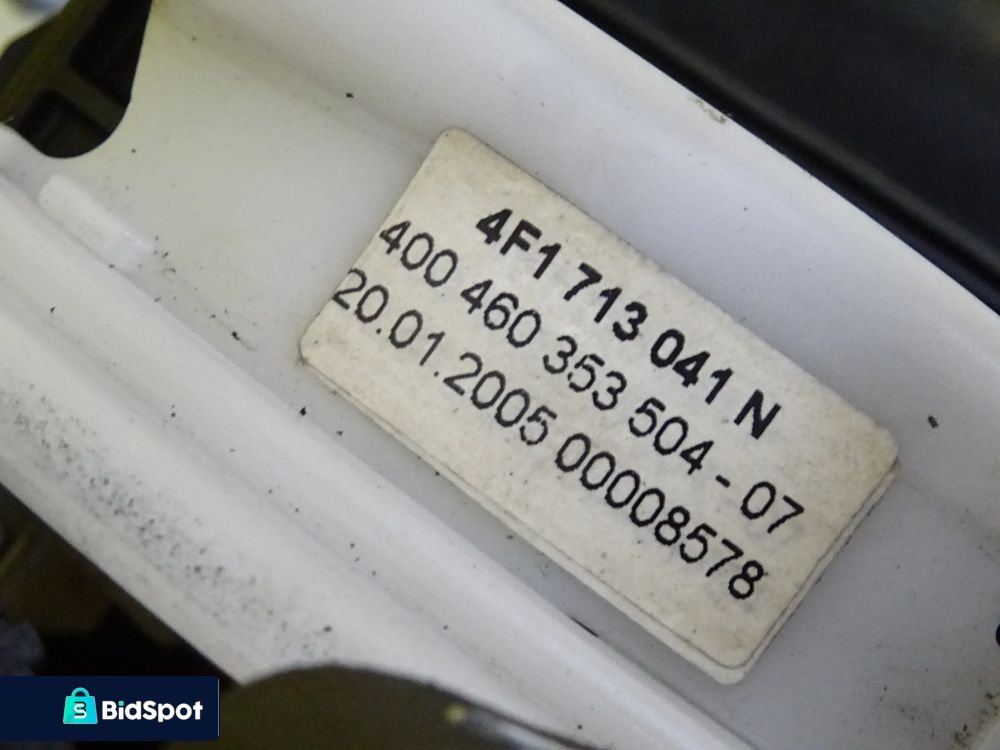 4F1 713 041 N
400 460 353 504 - 07
20.01.2005 00008578
BidSpot